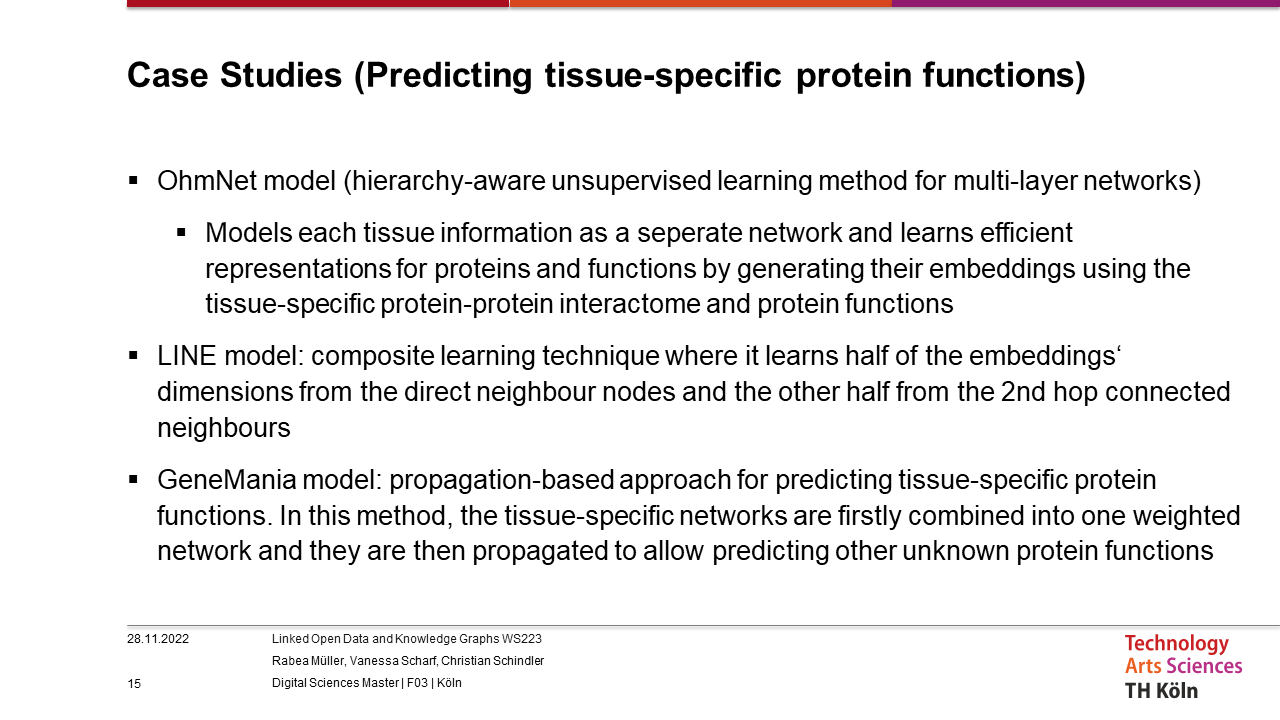 Case Studies (Predicting tissue-specific protein functions)
▪ OhmNet model (hierarchy-aware unsupervised learning method for multi-layer networks)
▪ Models each tissue information as a seperate network and learns efficient
representations for proteins and functions by generating their embeddings using the
tissue-specific protein-protein interactome and protein functions
▪ LINE model: composite learning technique where it learns half of the embeddings‘
dimensions from the direct neighbour nodes and the other half from the 2nd hop connected
neighbours
▪ GeneMania model: propagation-based approach for predicting tissue-specific protein
functions. In this method, the tissue-specific networks are firstly combined into one weighted
network and they are then propagated to allow predicting other unknown protein functions
28.11.2022
Linked Open Data and Knowledge Graphs WS223
Rabea Müller, Vanessa Scharf, Christian Schindler
15
Digital Sciences Master | F03 | Köln
Technology
Arts Sciences
TH Köln